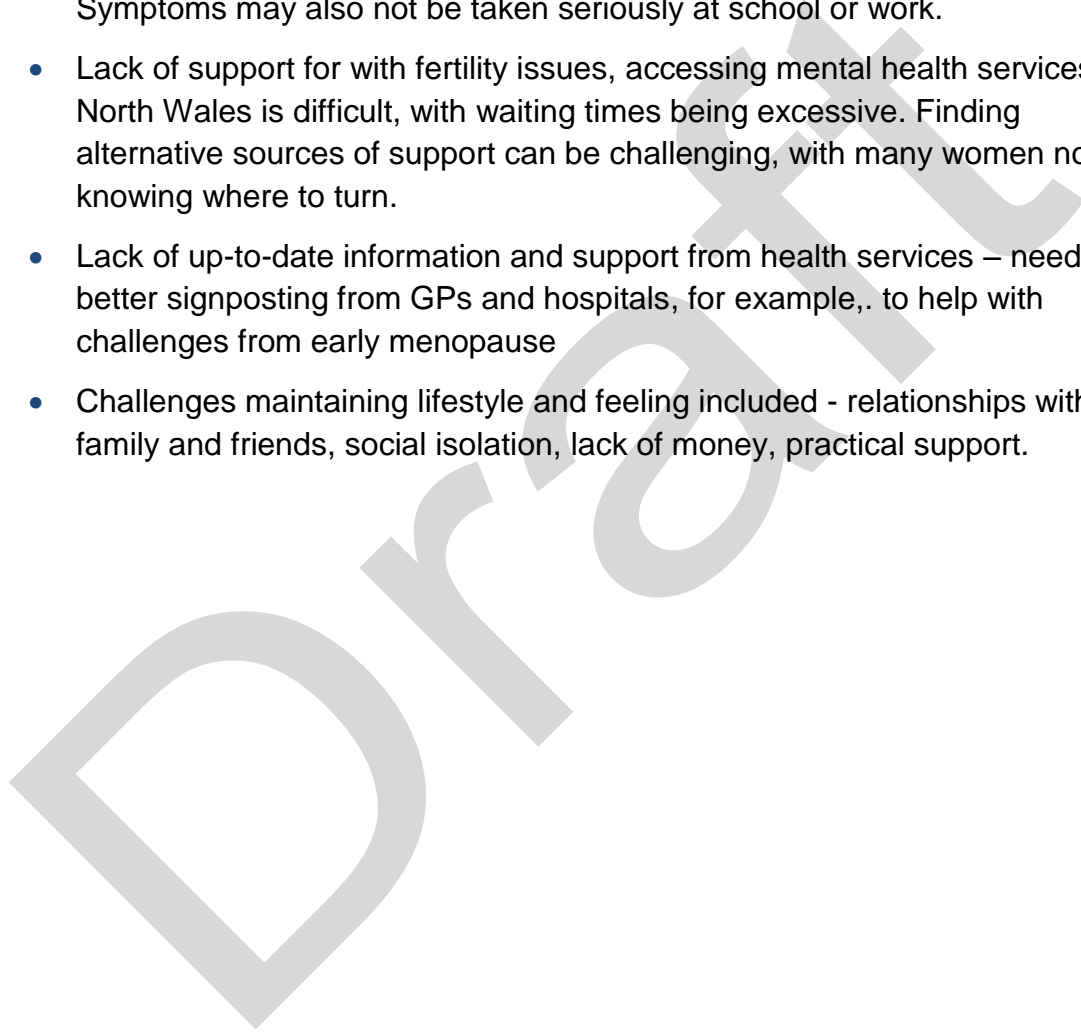 Symptoms may also not be taken seriously at school or work.
• Lack of support for with fertility issues, accessing mental health services
North Wales is difficult, with waiting times being excessive. Finding
alternative sources of support can be challenging, with many women no
knowing where to turn.
• Lack of up-to-date information and support from health services – need
better signposting from GPs and hospitals, for example,. to help with
challenges from early menopause
• Challenges maintaining lifestyle and feeling included - relationships with
family and friends, social isolation, lack of money, practical support.
Draft